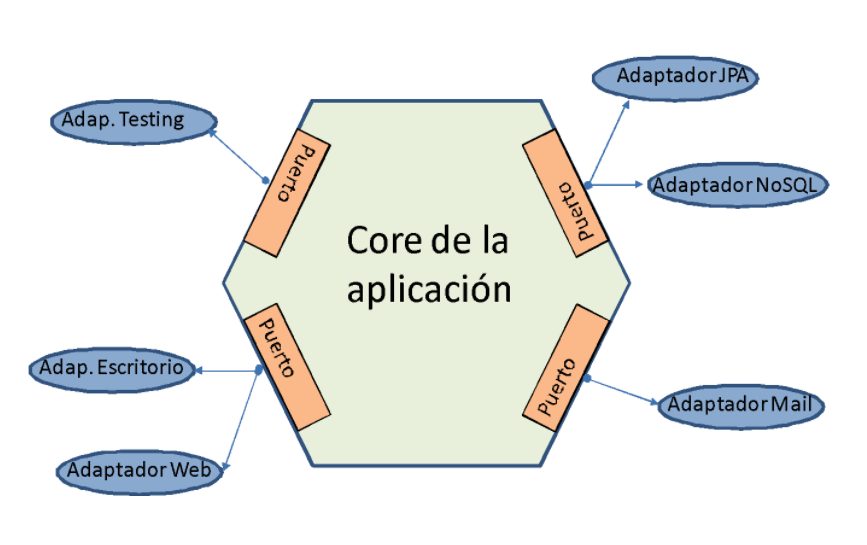 Adaptador JPA
Adap. Testing
Puerto
Puerto
Adaptador NoSQL
Core de la
aplicación
Puerto
Puerto
Adap. Escritorio
Adaptador Mail
Adaptador Web